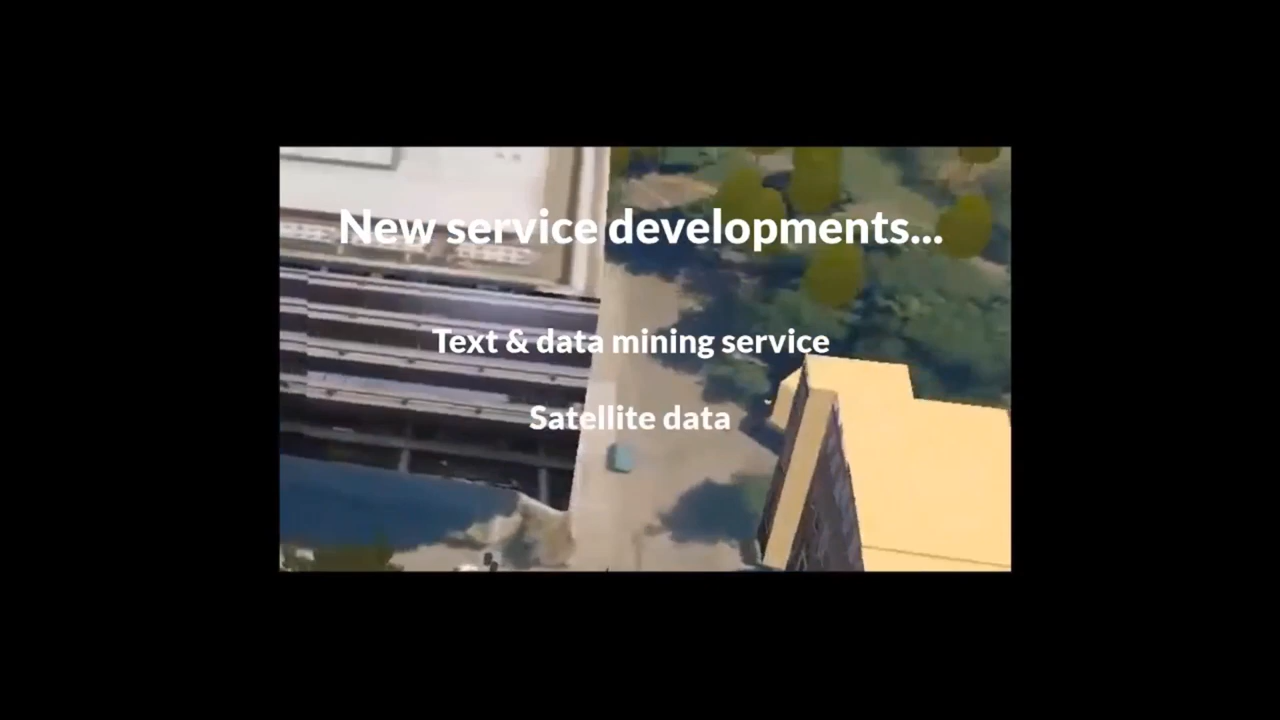 New service developments...
Text & data mining service
Satellite data